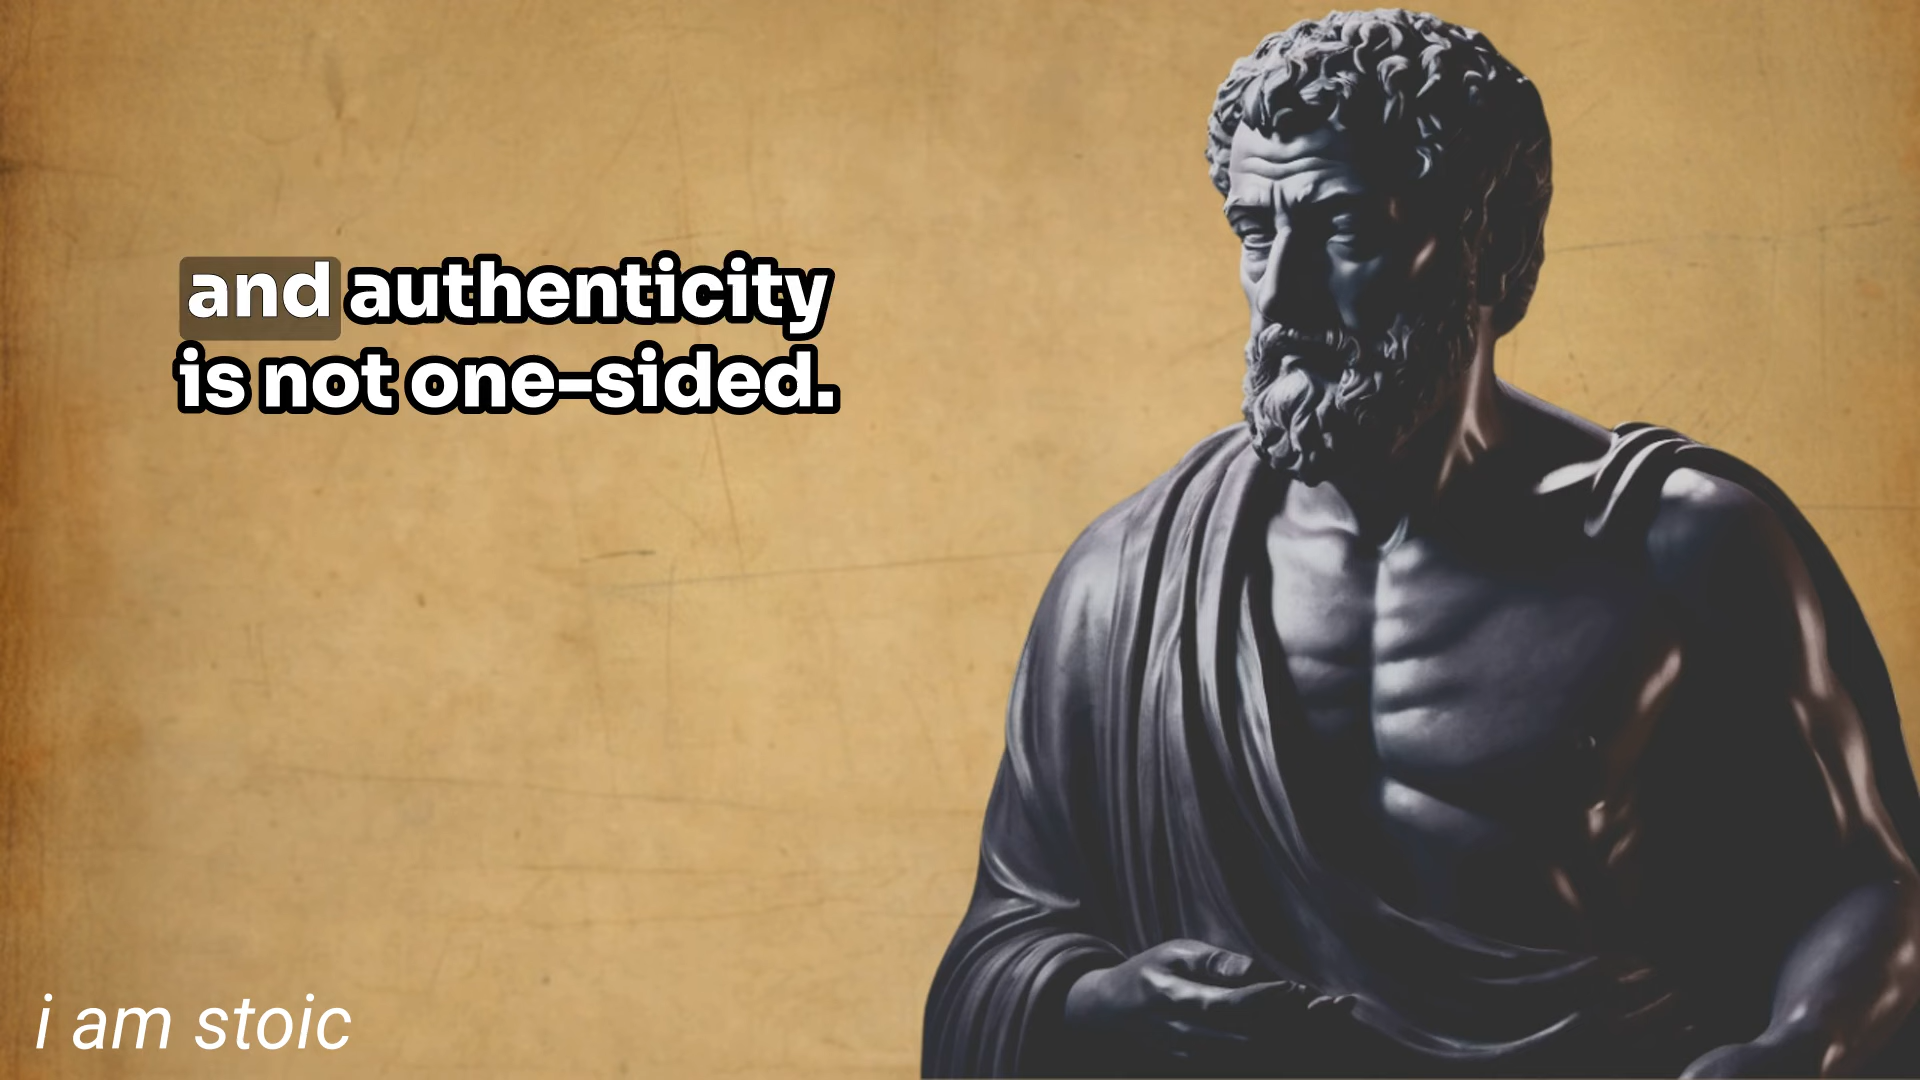 and authenticity
is not one-sided.
i am stoic